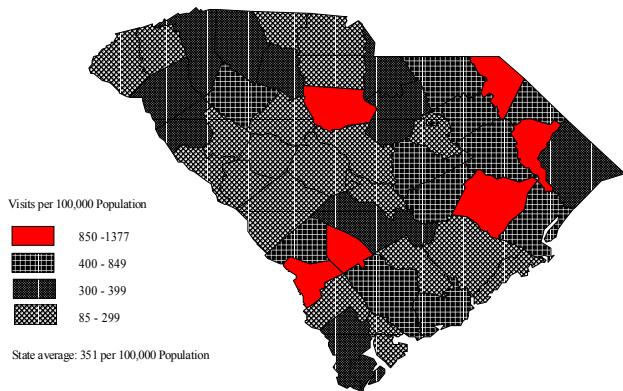 Visits per 100,000 Population
850 -1377
400 - 849
300 - 399
85 - 299
State average: 351 per 100,000 Population